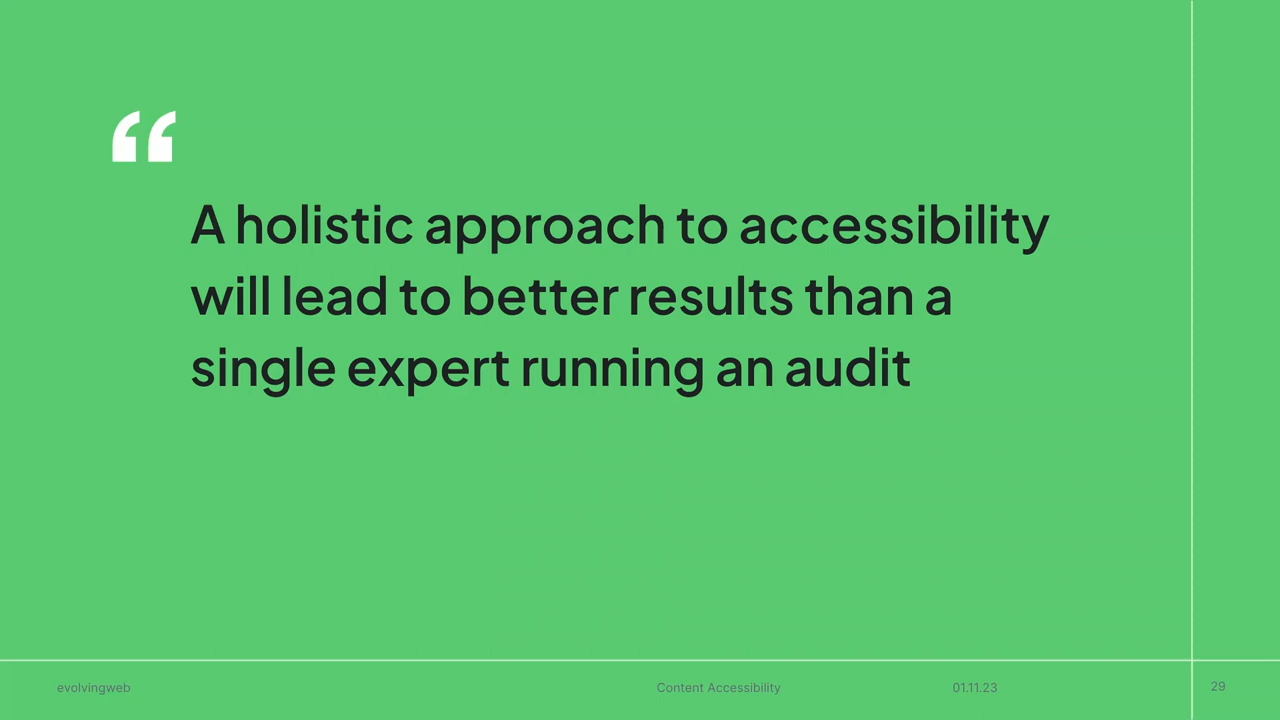 “
A holistic approach to accessibility
will lead to better results than a
single expert running an audit
evolvingweb
Content Accessibility
01.11.23
29